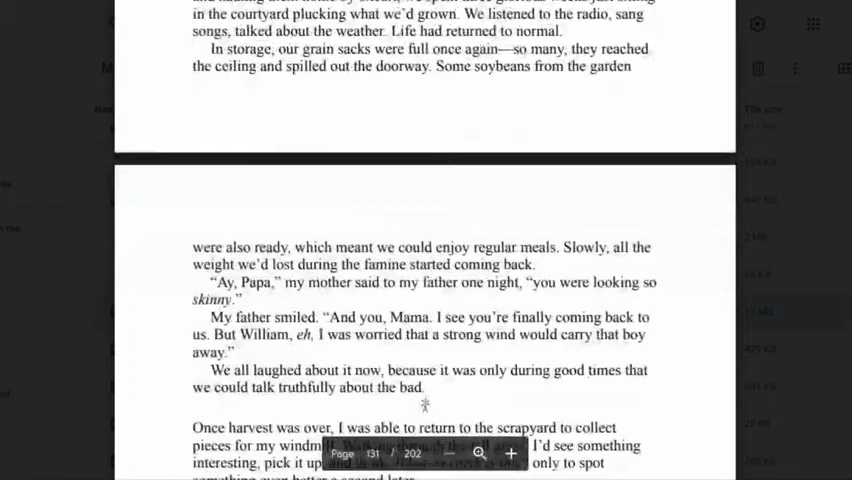 in the courtyard plucking what we'd grown. We listened to the radio, sang
songs, talked about the weather. Life had returned to normal.
In storage, our grain sacks were full once again—so many, they reached
the ceiling and spilled out the doorway. Some soybeans from the garden
were also ready, which meant we could enjoy regular meals. Slowly, all the
weight we'd lost during the famine started coming back.
“Ay, Papa,” my mother said to my father one night, “you were looking so
skinny.”
My father smiled. “And you, Mama. I see you're finally coming back to
us. But William, eh, I was worried that a strong wind would carry that boy
away.”
We all laughed about it now, because it was only during good times that
we could talk truthfully about the bad.
Once harvest was over, I was able to return to the scrapyard to collect
pieces for my windmill. I'd see something
interesting, pick it up, only to spot
Page 131 / 202
File size
2 MB